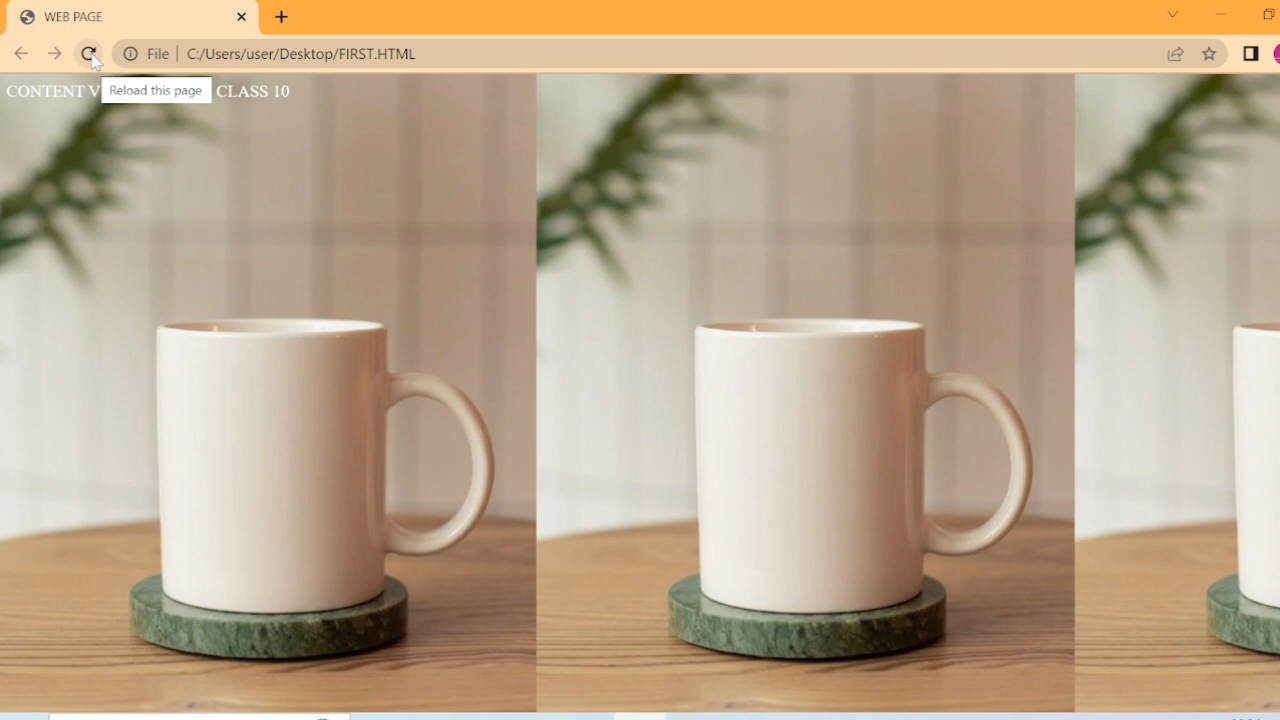 WEB PAGE
File
C:/Users/user/Desktop/FIRST.HTML
CONTENT V
CLASS 10
Reload this page